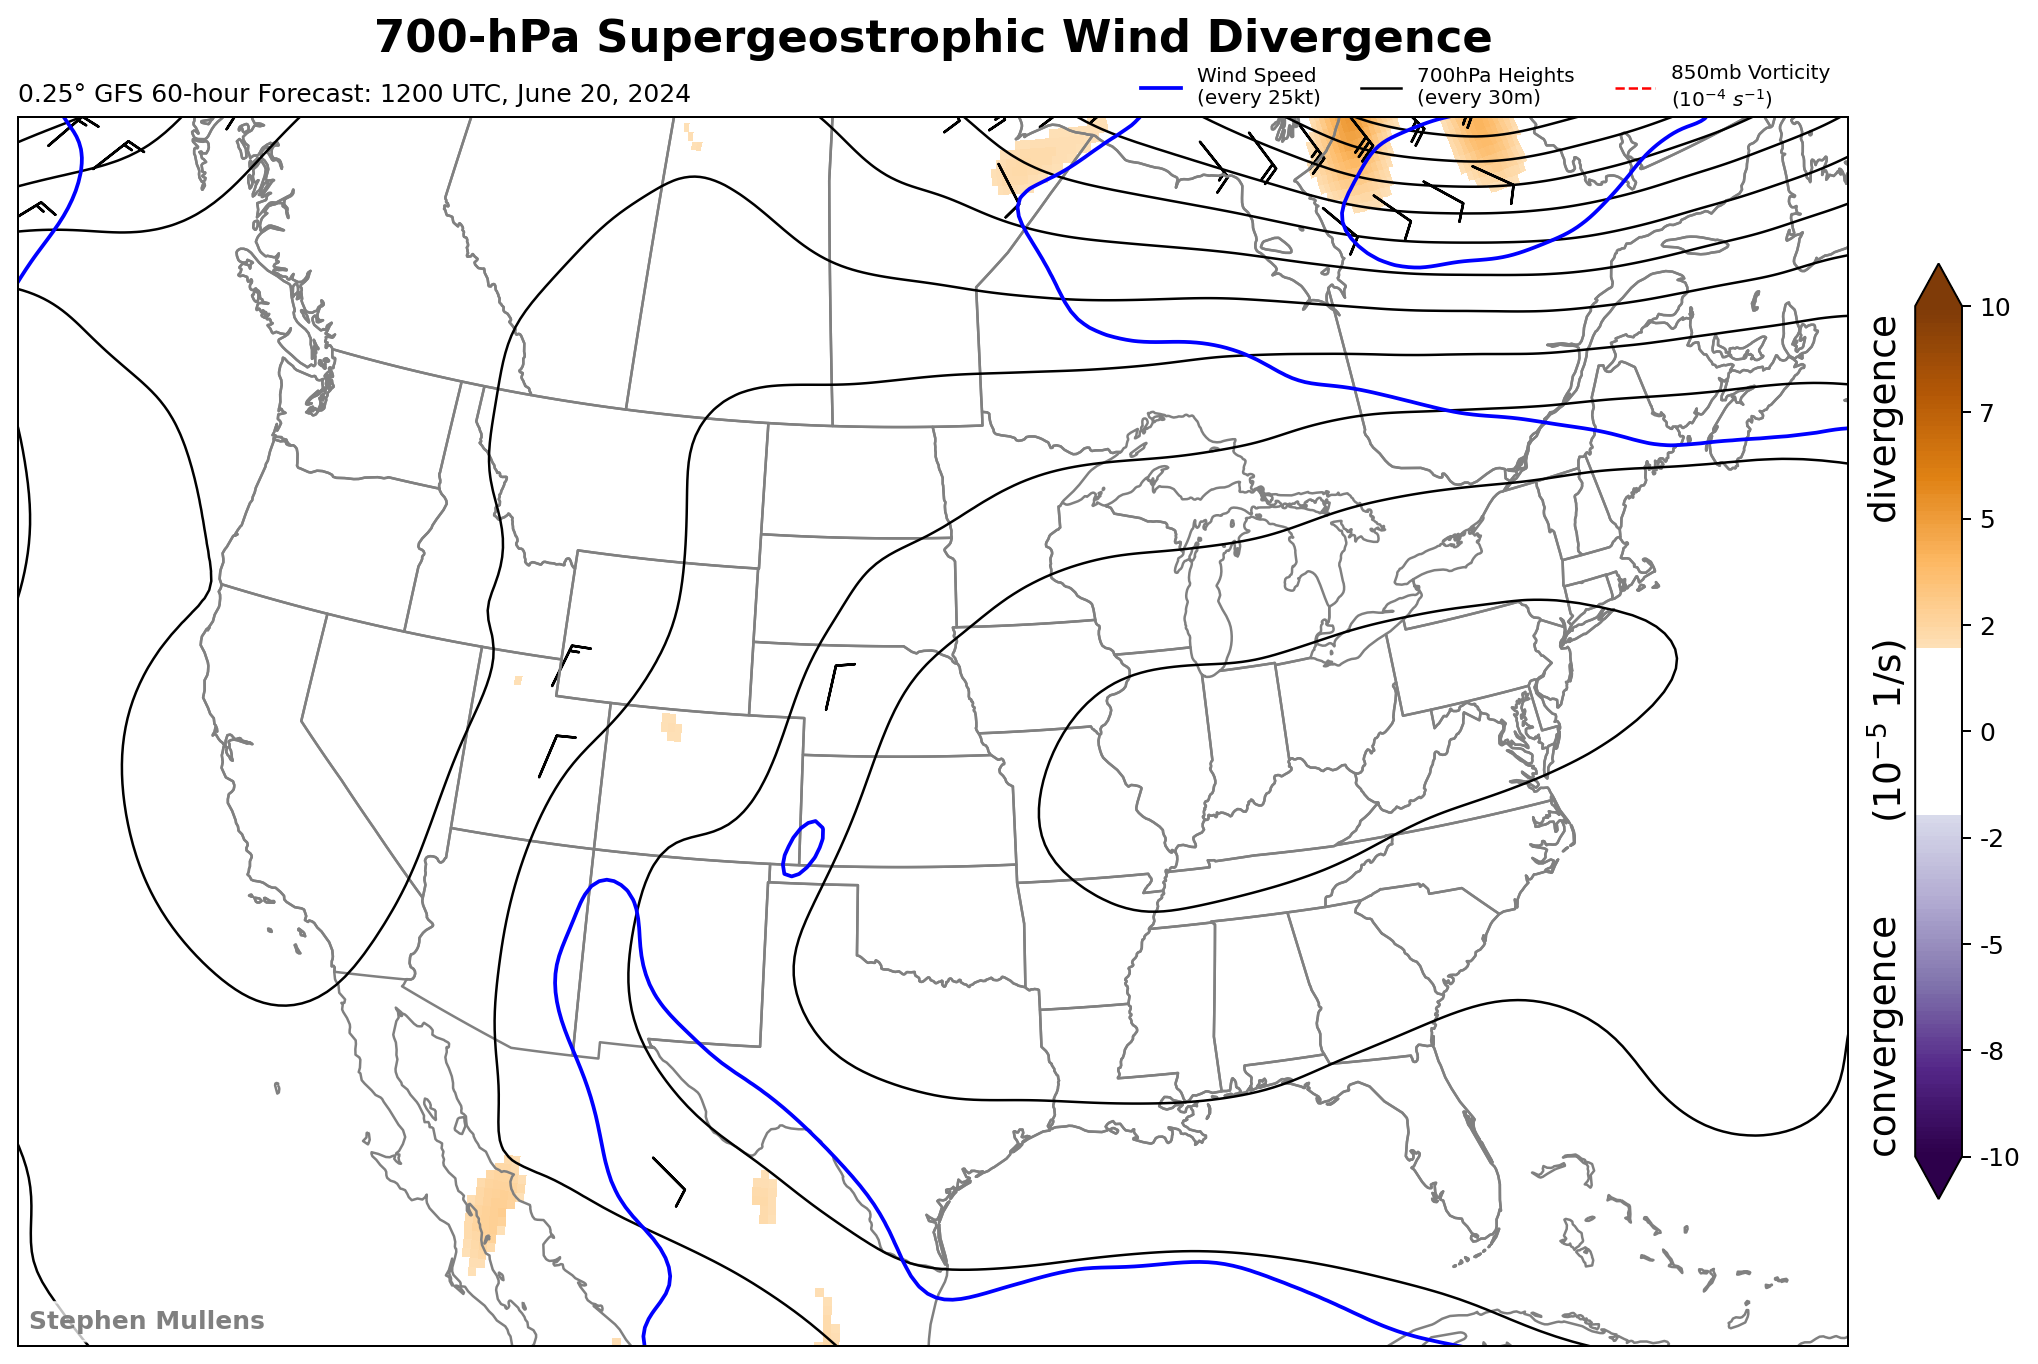 700-hPa Supergeostrophic Wind Divergence
0.25° GFS 60-hour Forecast: 1200 UTC, June 20, 2024
Wind Speed
(every 25kt)
700hPa Heights
(every 30m)
850mb Vorticity
(10⁻⁴ s⁻¹)
10
7
5
2
0
-2
-5
-8
-10
convergence (10⁻⁵ 1/s) divergence
Stephen Mullens